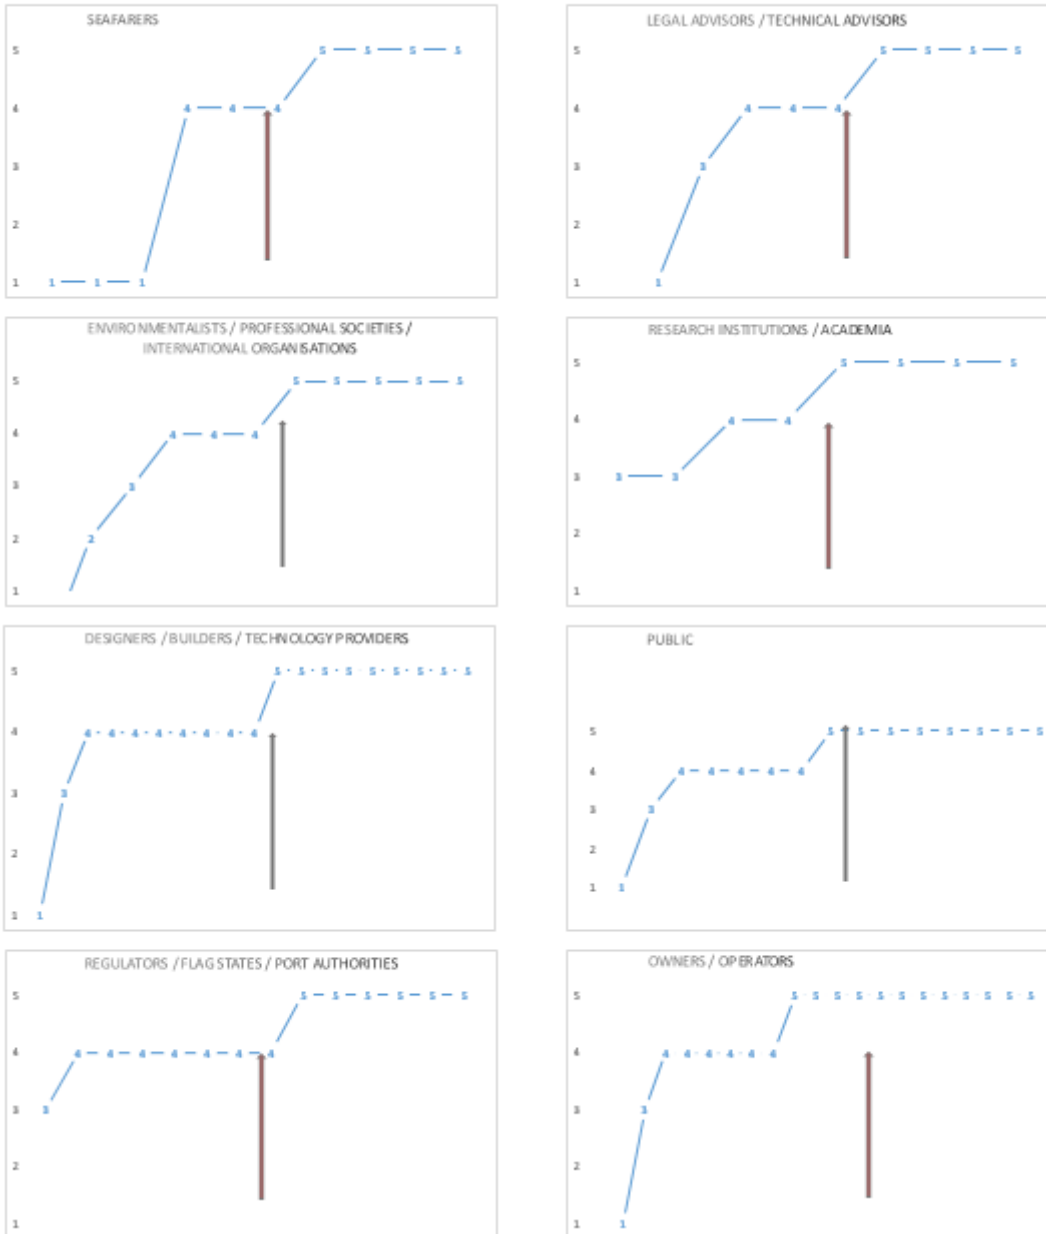 SEAFARERS
5 5 5 5 5
4 4 4 4
3
2
1 1 1 1
LEGAL ADVISORS / TECHNICAL ADVISORS
5 5 5 5 5
4 4 4 4
3 3
2
1 1
ENVIRONMENTALISTS / PROFESSIONAL SOCIETIES /
INTERNATIONAL ORGANISATIONS
5 5 5 5 5 5
4 4 4 4
3 3
2 2
1
RESEARCH INSTITUTIONS / ACADEMIA
5 5 5 5 5
4 4 4
3 3 3
2
1
DESIGNERS / BUILDERS / TECHNOLOGY PROVIDERS
5 5 5 5 5 5 5 5 5 5
4 4 4 4 4 4 4 4 4
3 3
2
1 1
PUBLIC
5 5 5 5 5 5 5 5 5
4 4 4 4 4 4
3 3
2
1 1
REGULATORS / FLAG STATES / PORT AUTHORITIES
5 5 5 5 5 5 5
4 4 4 4 4 4 4 4
3 3
2
1
OWNERS / OPERATORS
5 5 5 5 5 5 5 5 5 5 5 5 5
4 4 4 4 4 4 4
3 3
2
1 1